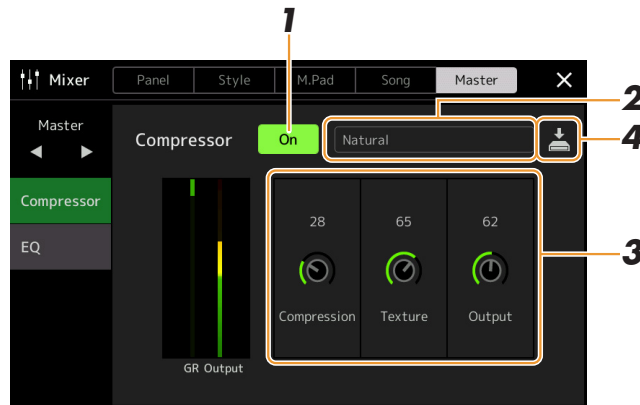 1
Mixer Panel Style M.Pad Song Master ×
2
Master
Compressor On Natural
4
Compressor
28 65 62
EQ
3
Compression Texture Output
GR Output